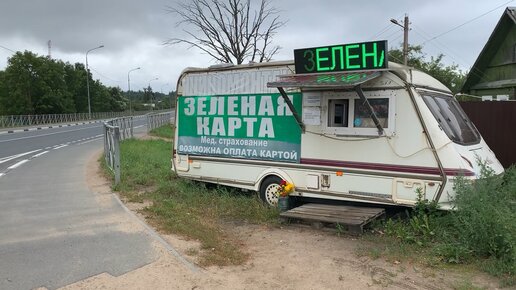 ЗЕЛЕН
ЗЕЛЕНАЯ
КАРТА
Мед. страхование
ВОЗМОЖНА ОПЛАТА КАРТОЙ